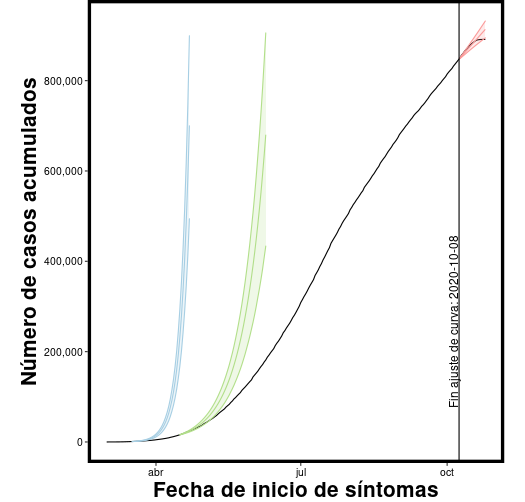 Número de casos acumulados
800,000
600,000
400,000
200,000
0
Fin ajuste de curva: 2020-10-08
abr
jul
oct
Fecha de inicio de síntomas